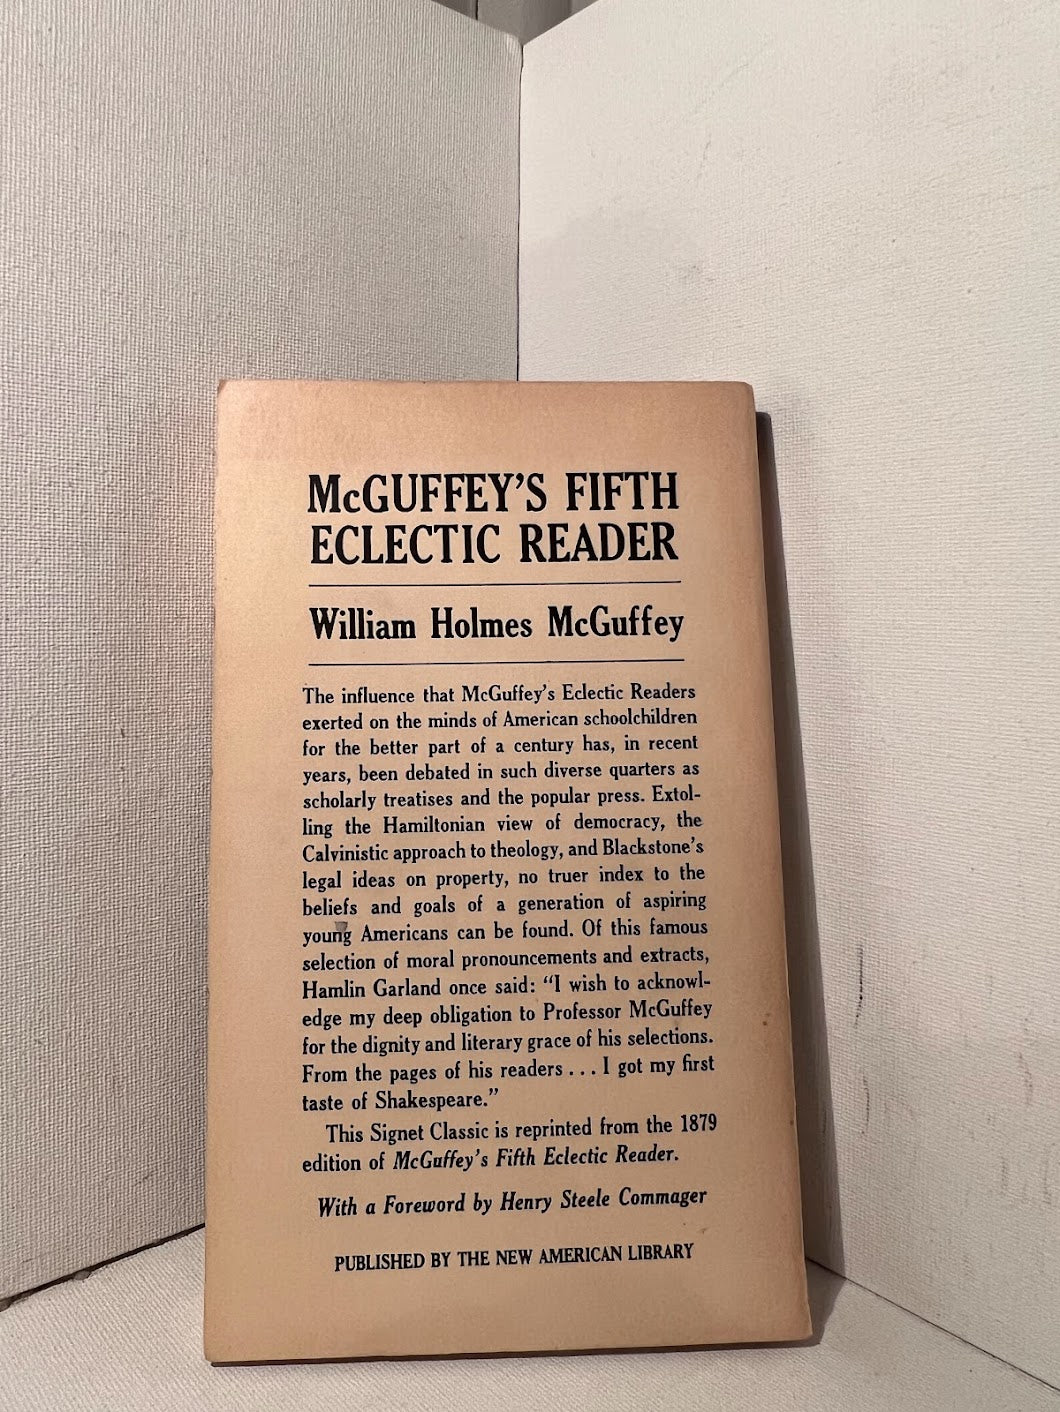 McGUFFEY'S FIFTH
ECLECTIC READER
William Holmes McGuffey
The influence that McGuffey's Eclectic Readers
exerted on the minds of American schoolchildren
for the better part of a century has, in recent
years, been debated in such diverse quarters as
scholarly treatises and the popular press. Extol-
ling the Hamiltonian view of democracy, the
Calvinistic approach to theology, and Blackstone's
legal ideas on property, no truer index to the
beliefs and goals of a generation of aspiring
young Americans can be found. Of this famous
selection of moral pronouncements and extracts,
Hamlin Garland once said: "I wish to acknowl-
edge my deep obligation to Professor McGuffey
for the dignity and literary grace of his selections.
From the pages of his readers . . . I got my first
taste of Shakespeare."
This Signet Classic is reprinted from the 1879
edition of McGuffey's Fifth Eclectic Reader.
With a Foreword by Henry Steele Commager
PUBLISHED BY THE NEW AMERICAN LIBRARY